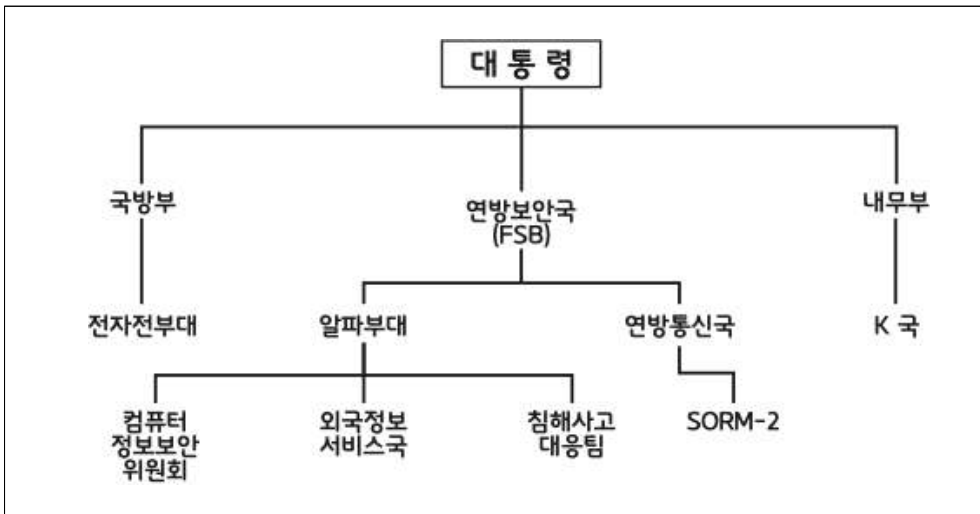 대 통 령
국방부
연방보안국
(FSB)
내무부
전자전부대
알파부대
연방통신국
K 국
컴퓨터
정보보안
위원회
외국정보
서비스국
침해사고
대응팀
SORM-2